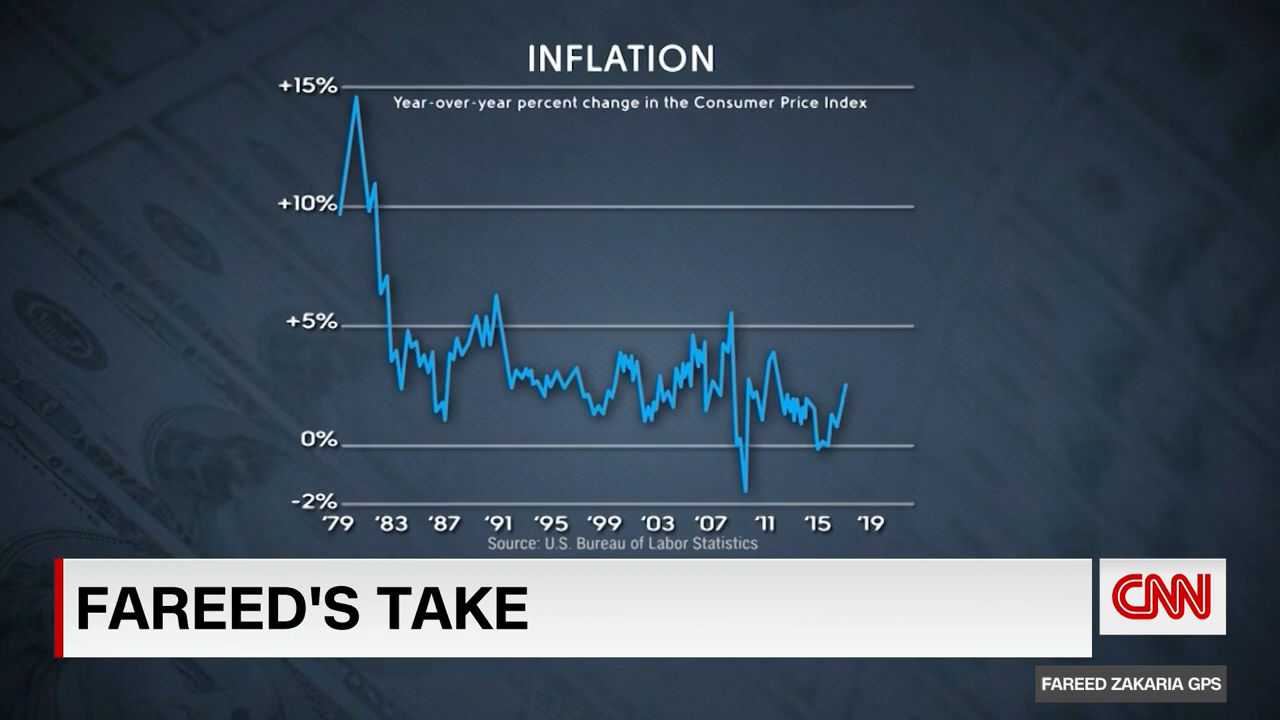 INFLATION
+15%
Year-over-year percent change in the Consumer Price Index
+10%
+5%
0%
-2%
'79 '83 '87 '91 '95 '99 '03 '07 '11 '15 '19
Source: U.S. Bureau of Labor Statistics
FAREED'S TAKE
CNN
FAREED ZAKARIA GPS